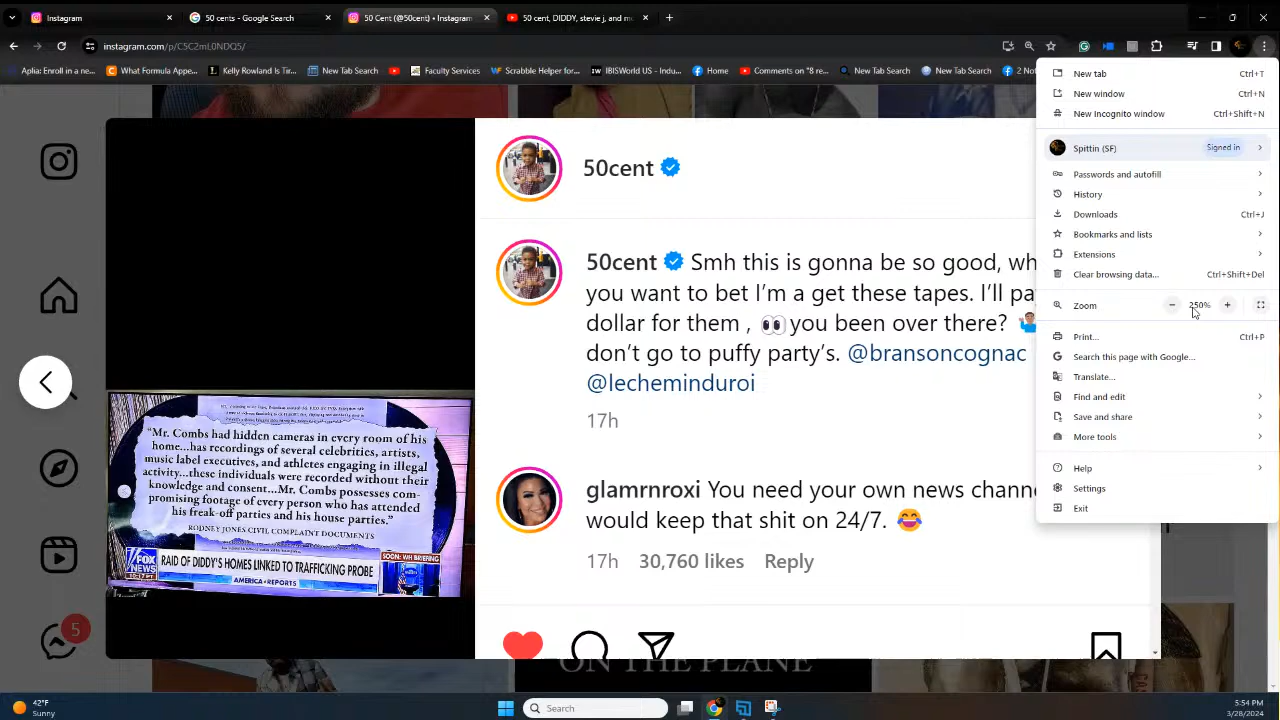 Instagram
50 cents - Google Search
50 Cent (@50cent) • Instagram
50 cent, DIDDY, stevie j, and m
instagram.com/p/C5C2mL0NDQ5/
Aplia: Enroll in a ne...
What Formula Appe...
Kelly Rowland Is Tir...
New Tab Search
Faculty Services
Scrabble Helper for...
IBISWorld US - Indu...
Home
Comments on "8 re...
New Tab Search
New Tab Search
2 Not
New tab Ctrl+T
New window Ctrl+N
New Incognito window Ctrl+Shift+N
Spittin (SF) Signed in
Passwords and autofill
History
Downloads Ctrl+J
Bookmarks and lists
Extensions
Clear browsing data... Ctrl+Shift+Del
Zoom 250%
Print... Ctrl+P
Search this page with Google...
Translate...
Find and edit
Save and share
More tools
Help
Settings
Exit
50cent
50cent Smh this is gonna be so good, wh
you want to bet I'm a get these tapes. I'll pa
dollar for them , 👀you been over there?
don't go to puffy party's. @bransoncognac
@lecheminduroi
17h
glamrnroxi You need your own news channe
would keep that shit on 24/7. 😂
17h 30,760 likes Reply
"Mr. Combs had hidden cameras in every room of his
home...has recordings of several celebrities, artists,
music label executives, and athletes engaging in illegal
activity...these individuals were recorded without their
knowledge and consent...Mr. Combs possesses com-
promising footage of every person who has attended
his freak-off parties and his house parties."
RODNEY JONES CIVIL COMPLAINT DOCUMENTS
FOX
NEWS
10:17 PT
RAID OF DIDDY'S HOMES LINKED TO TRAFFICKING PROBE
AMERICA • REPORTS
SOON: WH BRIEFING
5
ON THE PLANE
42°F
Sunny
Search
5:54 PM
3/28/2024